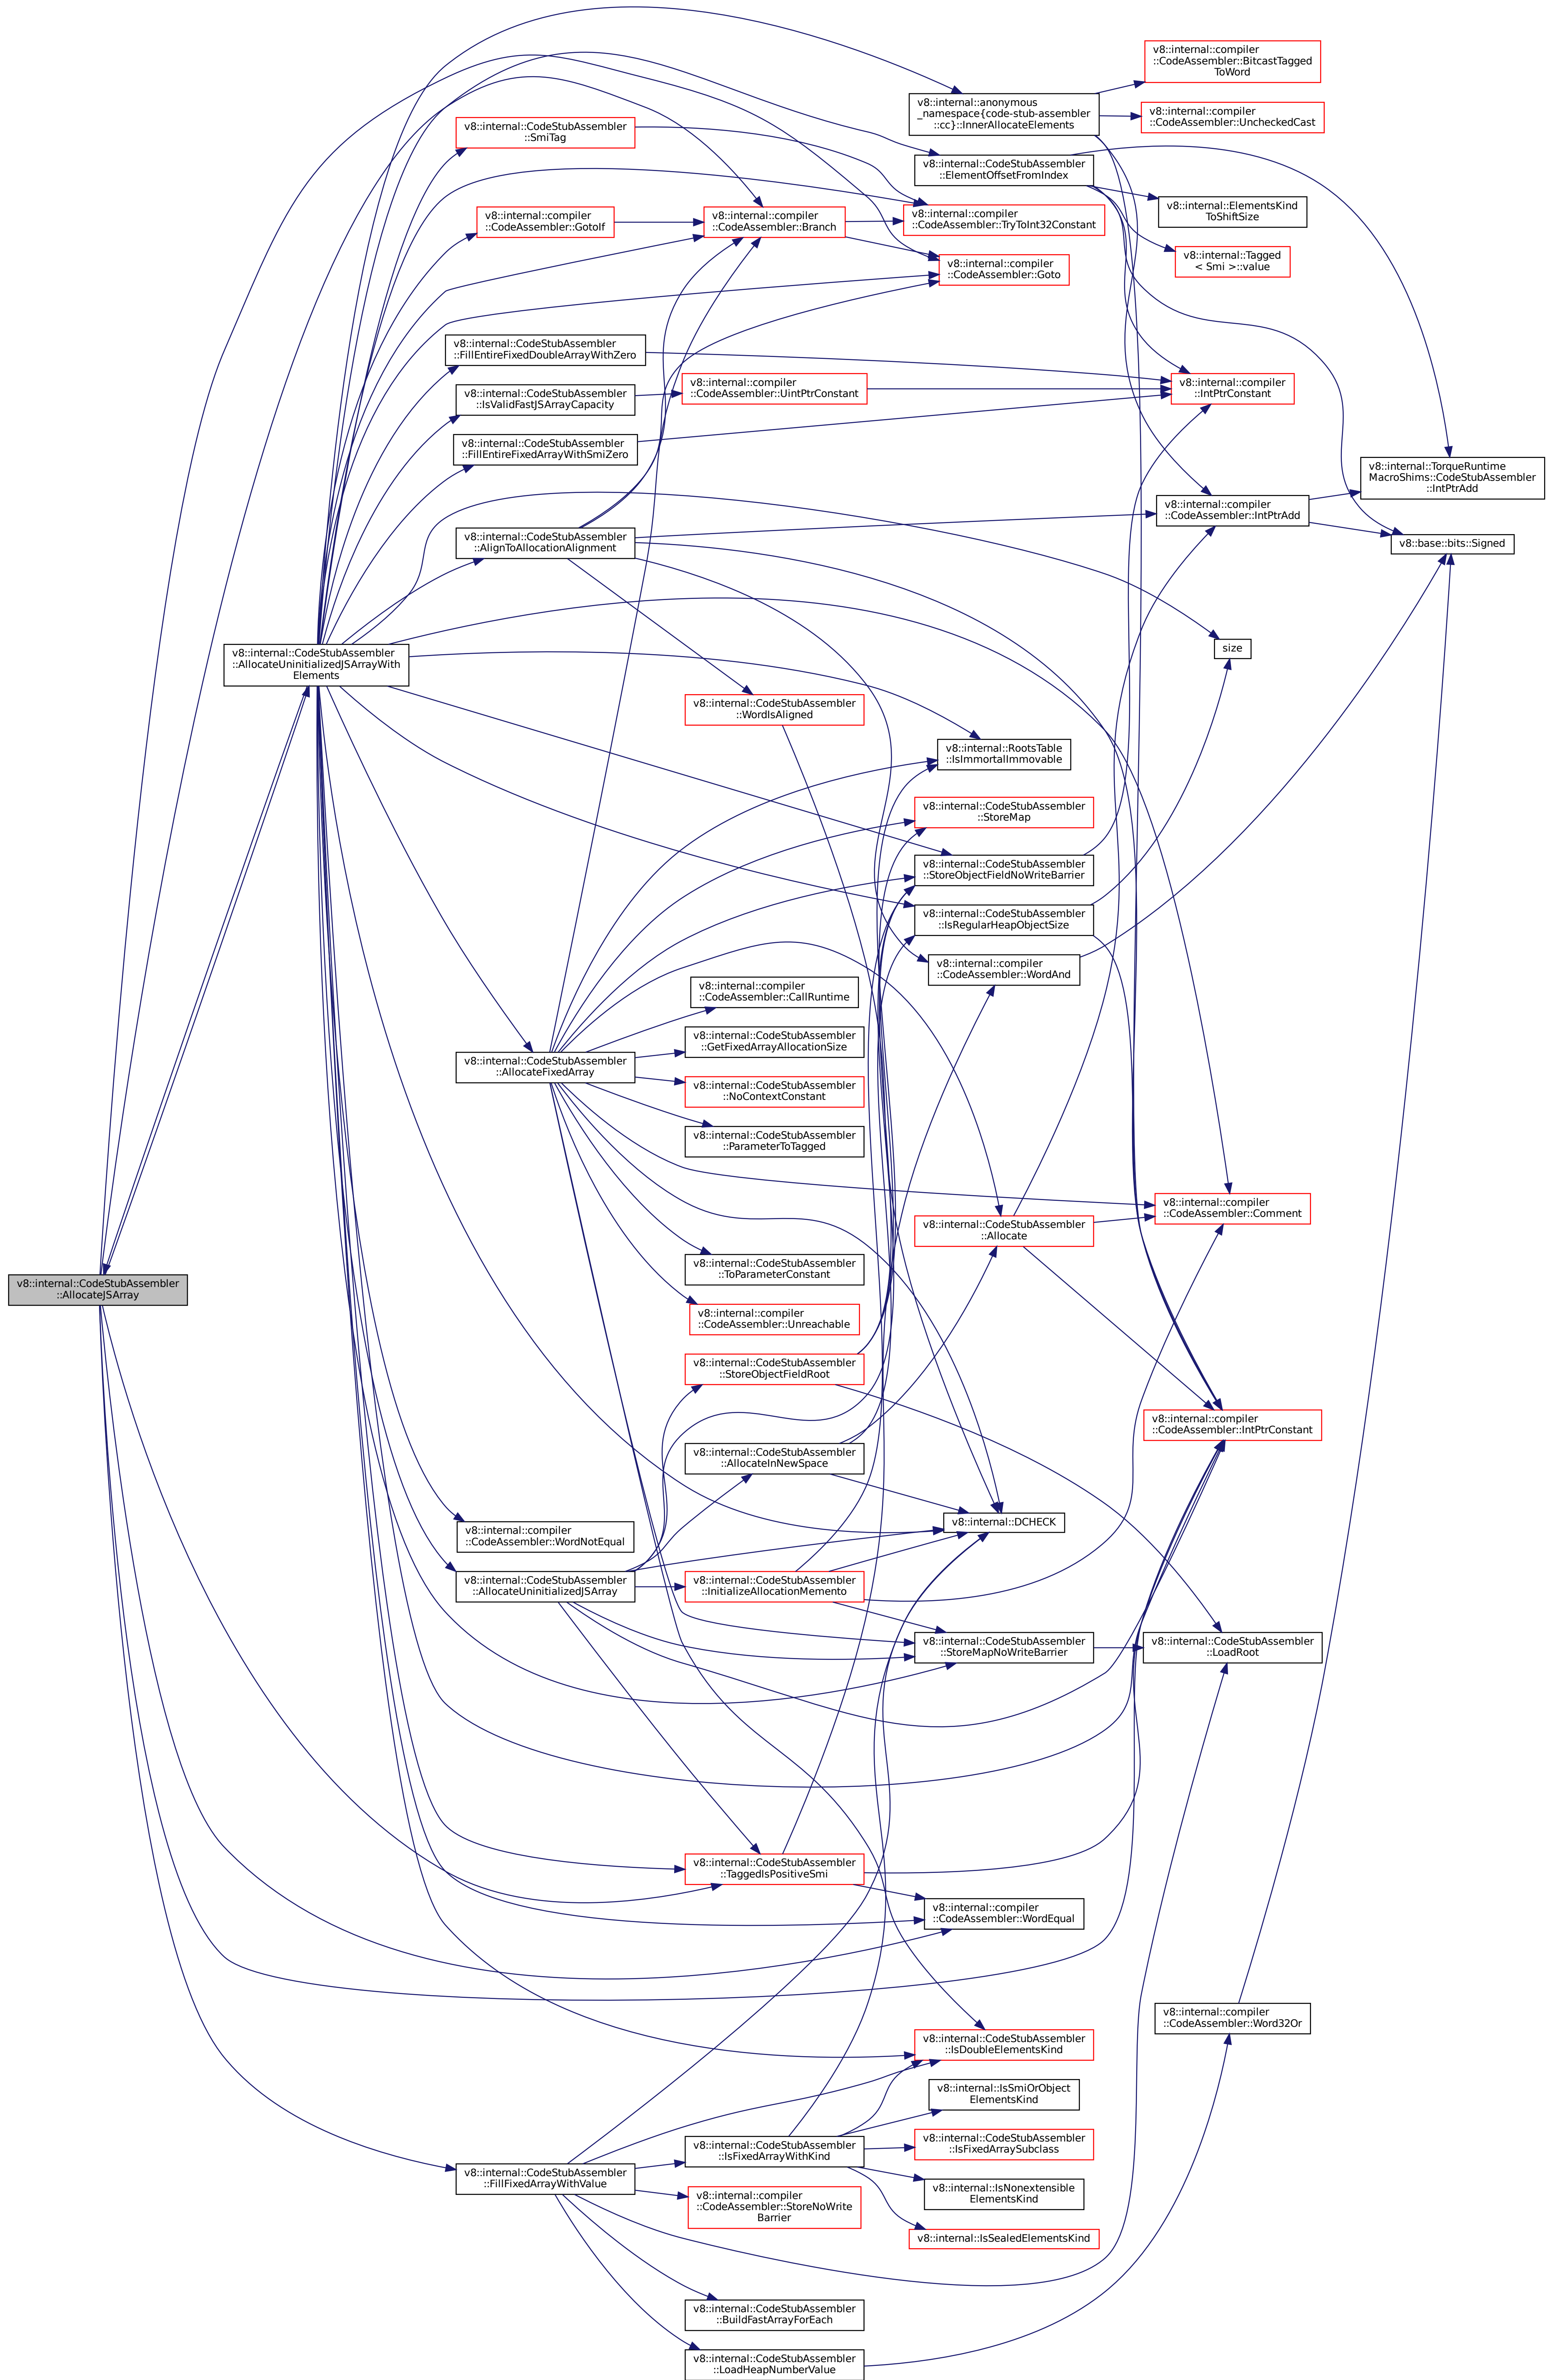 v8::internal::compiler
::CodeAssembler::BitcastTagged
ToWord
v8::internal::anonymous
_namespace{code-stub-assembler
::cc}::InnerAllocateElements
v8::internal::compiler
::CodeAssembler::UncheckedCast
v8::internal::CodeStubAssembler
::SmiTag
v8::internal::CodeStubAssembler
::ElementOffsetFromIndex
v8::internal::ElementsKind
ToShiftSize
v8::internal::compiler
::CodeAssembler::GotoIf
v8::internal::compiler
::CodeAssembler::Branch
v8::internal::compiler
::CodeAssembler::TryToInt32Constant
v8::internal::Tagged
< Smi >::value
v8::internal::compiler
::CodeAssembler::Goto
v8::internal::CodeStubAssembler
::FillEntireFixedDoubleArrayWithZero
v8::internal::CodeStubAssembler
::IsValidFastJSArrayCapacity
v8::internal::compiler
::CodeAssembler::UintPtrConstant
v8::internal::compiler
::IntPtrConstant
v8::internal::CodeStubAssembler
::FillEntireFixedArrayWithSmiZero
v8::internal::TorqueRuntime
MacroShims::CodeStubAssembler
::IntPtrAdd
v8::internal::compiler
::CodeAssembler::IntPtrAdd
v8::internal::CodeStubAssembler
::AlignToAllocationAlignment
v8::base::bits::Signed
v8::internal::CodeStubAssembler
::AllocateUninitializedJSArrayWith
Elements
size
v8::internal::CodeStubAssembler
::WordIsAligned
v8::internal::RootsTable
::IsImmortalImmovable
v8::internal::CodeStubAssembler
::StoreMap
v8::internal::CodeStubAssembler
::StoreObjectFieldNoWriteBarrier
v8::internal::CodeStubAssembler
::IsRegularHeapObjectSize
v8::internal::compiler
::CodeAssembler::WordAnd
v8::internal::compiler
::CodeAssembler::CallRuntime
v8::internal::CodeStubAssembler
::GetFixedArrayAllocationSize
v8::internal::CodeStubAssembler
::AllocateFixedArray
v8::internal::CodeStubAssembler
::NoContextConstant
v8::internal::CodeStubAssembler
::ParameterToTagged
v8::internal::compiler
::CodeAssembler::Comment
v8::internal::CodeStubAssembler
::Allocate
v8::internal::CodeStubAssembler
::ToParameterConstant
v8::internal::CodeStubAssembler
::AllocateJSArray
v8::internal::compiler
::CodeAssembler::Unreachable
v8::internal::CodeStubAssembler
::StoreObjectFieldRoot
v8::internal::compiler
::CodeAssembler::IntPtrConstant
v8::internal::CodeStubAssembler
::AllocateInNewSpace
v8::internal::DCHECK
v8::internal::compiler
::CodeAssembler::WordNotEqual
v8::internal::CodeStubAssembler
::AllocateUninitializedJSArray
v8::internal::CodeStubAssembler
::InitializeAllocationMemento
v8::internal::CodeStubAssembler
::StoreMapNoWriteBarrier
v8::internal::CodeStubAssembler
::LoadRoot
v8::internal::CodeStubAssembler
::TaggedIsPositiveSmi
v8::internal::compiler
::CodeAssembler::WordEqual
v8::internal::compiler
::CodeAssembler::Word32Or
v8::internal::CodeStubAssembler
::IsDoubleElementsKind
v8::internal::IsSmiOrObject
ElementsKind
v8::internal::CodeStubAssembler
::IsFixedArrayWithKind
v8::internal::CodeStubAssembler
::IsFixedArraySubclass
v8::internal::CodeStubAssembler
::FillFixedArrayWithValue
v8::internal::IsNonextensible
ElementsKind
v8::internal::compiler
::CodeAssembler::StoreNoWrite
Barrier
v8::internal::IsSealedElementsKind
v8::internal::CodeStubAssembler
::BuildFastArrayForEach
v8::internal::CodeStubAssembler
::LoadHeapNumberValue